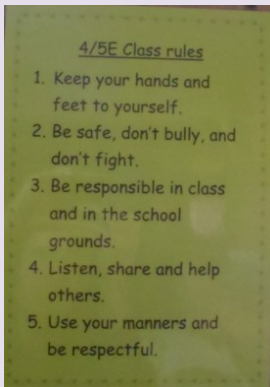 4/5E Class rules
1. Keep your hands and
feet to yourself.
2. Be safe, don't bully, and
don't fight.
3. Be responsible in class
and in the school
grounds.
4. Listen, share and help
others.
5. Use your manners and
be respectful.